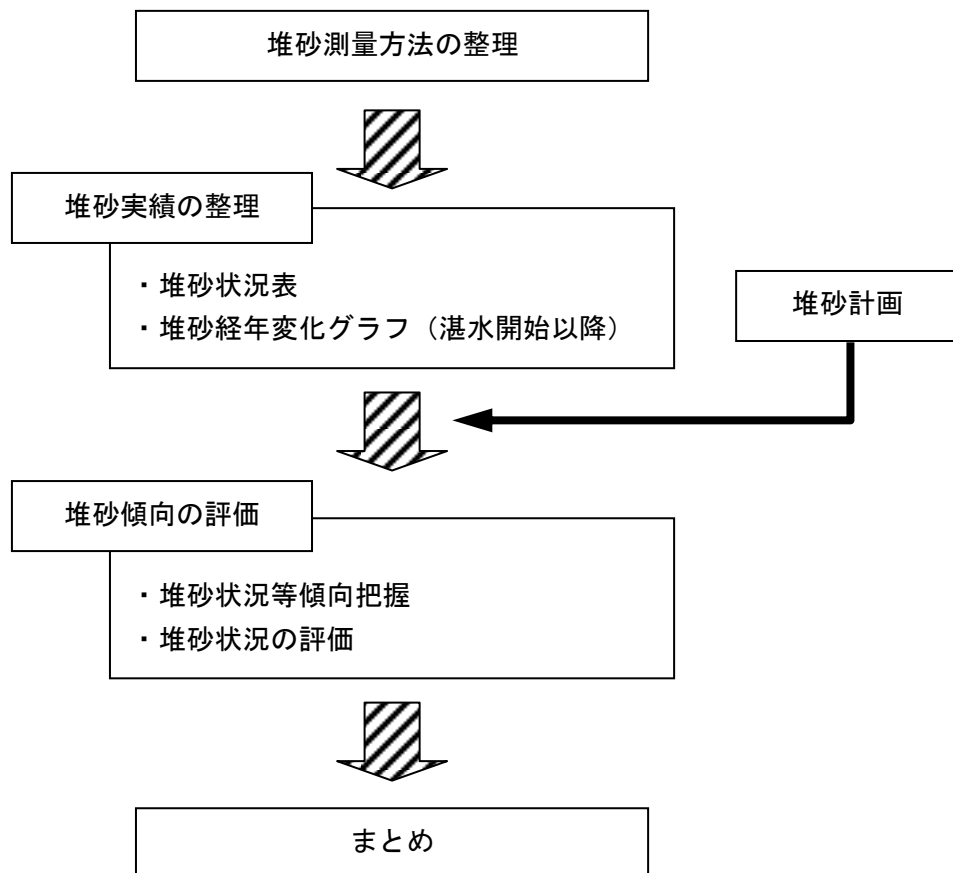 堆砂測量方法の整理
堆砂実績の整理
・堆砂状況表
・堆砂経年変化グラフ（湛水開始以降）
堆砂計画
堆砂傾向の評価
・堆砂状況等傾向把握
・堆砂状況の評価
まとめ